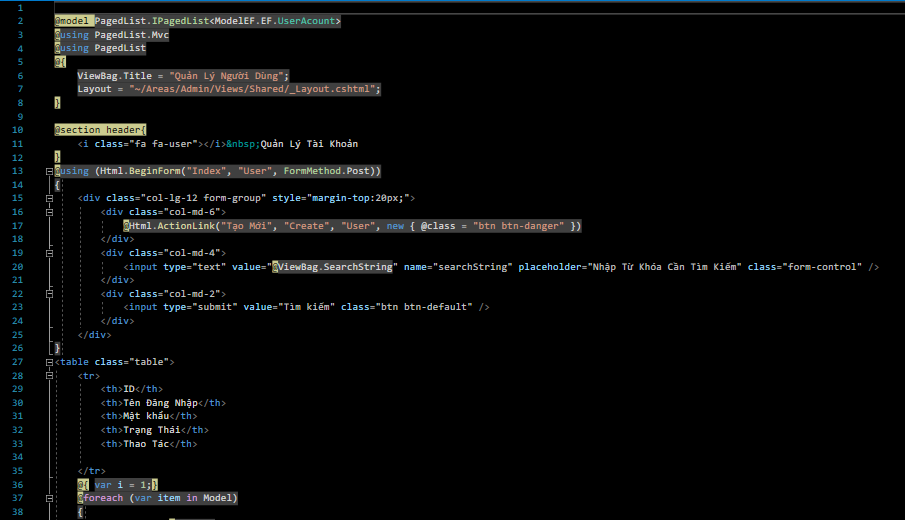 1
2 @model PagedList.IPagedList<ModelEF.EF.UserAcount>
3 @using PagedList.Mvc
4 @using PagedList
5 @{
6 ViewBag.Title = "Quản Lý Người Dùng";
7 Layout = "~/Areas/Admin/Views/Shared/_Layout.cshtml";
8 }
9
10 @section header{
11 <i class="fa fa-user"></i>&nbsp;Quản Lý Tài Khoản
12 }
13 @using (Html.BeginForm("Index", "User", FormMethod.Post))
14 {
15 <div class="col-lg-12 form-group" style="margin-top:20px;">
16 <div class="col-md-6">
17 @Html.ActionLink("Tạo Mới", "Create", "User", new { @class = "btn btn-danger" })
18 </div>
19 <div class="col-md-4">
20 <input type="text" value="@ViewBag.SearchString" name="searchString" placeholder="Nhập Từ Khóa Cần Tìm Kiếm" class="form-control" />
21 </div>
22 <div class="col-md-2">
23 <input type="submit" value="Tìm kiếm" class="btn btn-default" />
24 </div>
25 </div>
26 }
27 <table class="table">
28 <tr>
29 <th>ID</th>
30 <th>Tên Đăng Nhập</th>
31 <th>Mật khẩu</th>
32 <th>Trạng Thái</th>
33 <th>Thao Tác</th>
34
35 </tr>
36 @{ var i = 1;}
37 @foreach (var item in Model)
38 {